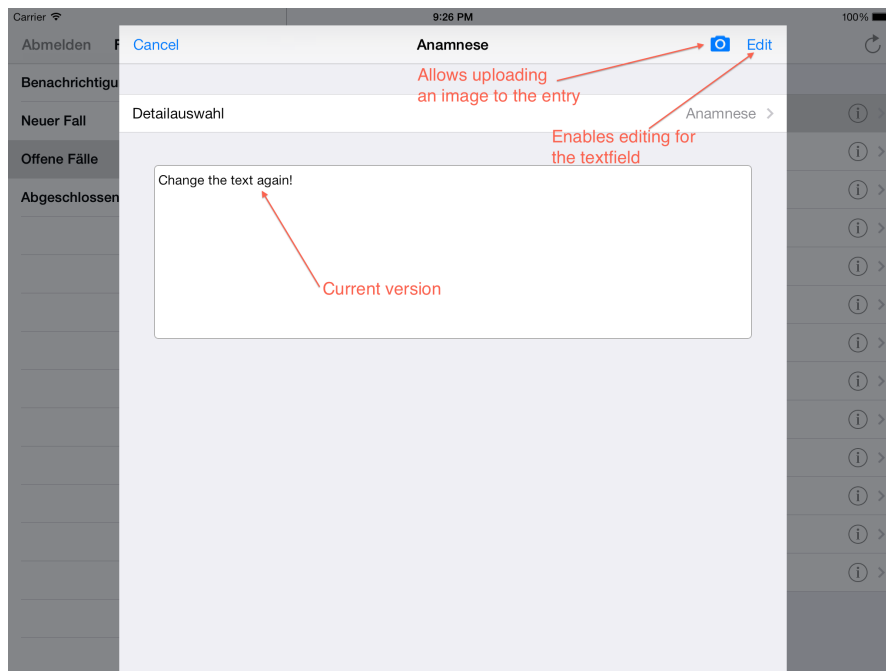 Carrier
9:26 PM
100%
Abmelden
Cancel
Anamnese
Edit
Allows uploading
an image to the entry
Benachrichtigu
Detailauswahl
Anamnese
Neuer Fall
Enables editing for
the textfield
Offene Fälle
Change the text again!
Abgeschlossen
Current version